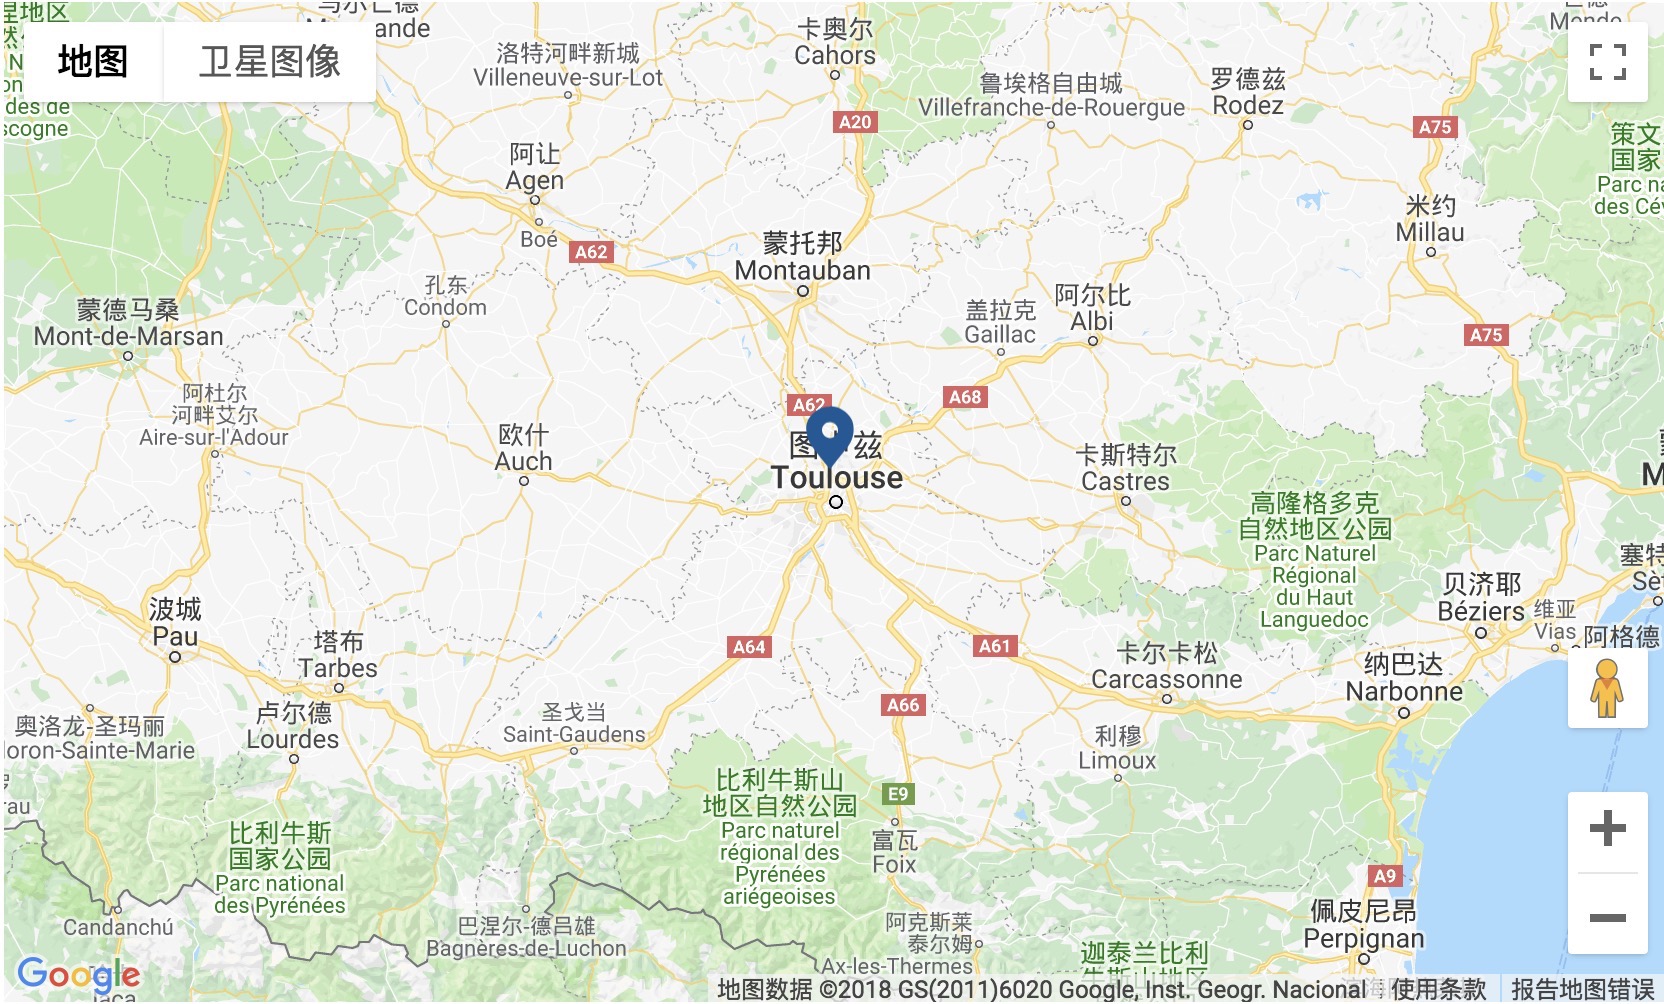 地图
卫星图像
卡奥尔
Cahors
洛特河畔新城
Villeneuve-sur-Lot
鲁埃格自由城
Villefranche-de-Rouergue
罗德兹
Rodez
A20
A75
阿让
Agen
Boé
A62
米约
Millau
蒙托邦
Montauban
孔东
Condom
盖拉克
Gaillac
阿尔比
Albi
蒙德马桑
Mont-de-Marsan
A75
阿杜尔
河畔艾尔
Aire-sur-l'Adour
A62
A68
欧什
Auch
Toulouse
卡斯特尔
Castres
高隆格多克
自然地区公园
Parc Naturel
Régional
du Haut
Languedoc
波城
Pau
塔布
Tarbes
A64
A61
卡尔卡松
Carcassonne
贝济耶
Béziers
维亚
Vias
阿格德
纳巴达
Narbonne
A66
奥洛龙-圣玛丽
卢尔德
Lourdes
圣戈当
Saint-Gaudens
利穆
Limoux
比利牛斯山
地区自然公园
Parc naturel
régional des
Pyrénées
ariégeoises
E9
富瓦
Foix
比利牛斯
国家公园
Parc national
des Pyrénées
A9
佩皮尼昂
Perpignan
Candanchú
巴涅尔-德吕雄
Bagnères-de-Luchon
阿克斯莱
泰尔姆
Ax-les-Thermes
迦泰兰比利
Google
地图数据 ©2018 GS(2011)6020 Google, Inst. Geogr. Nacional
使用条款
报告地图错误